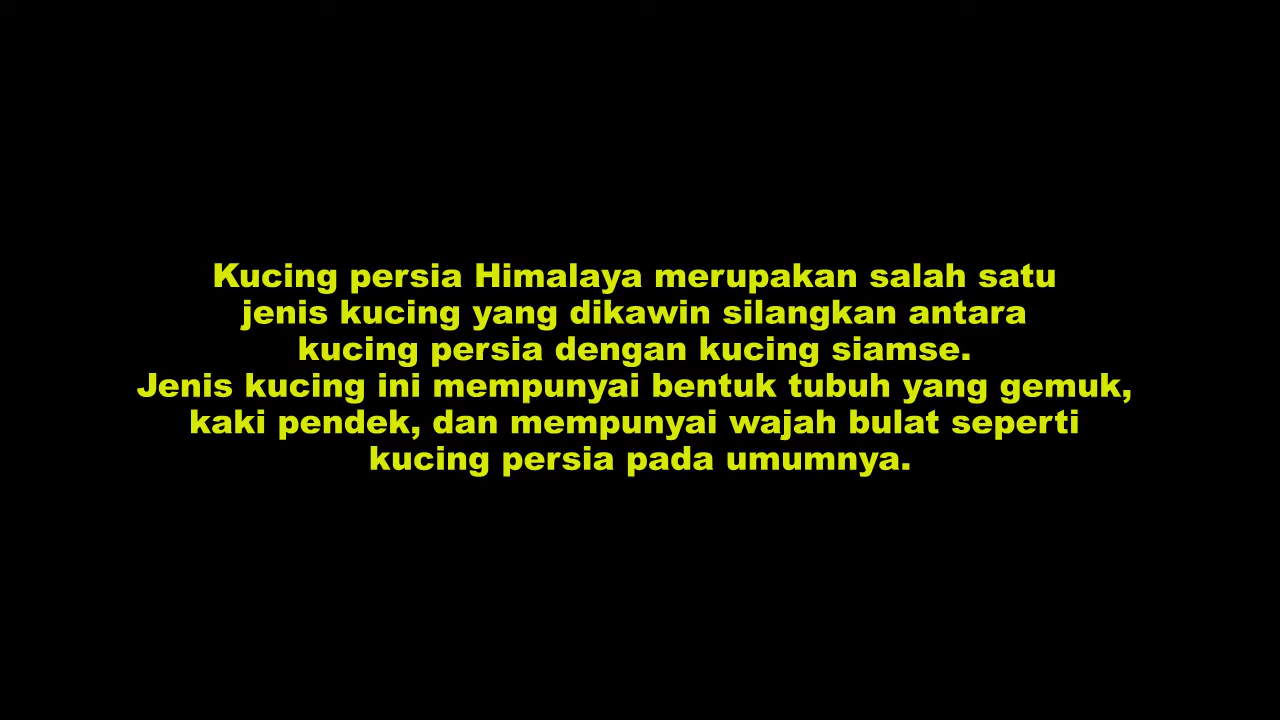 Kucing persia Himalaya merupakan salah satu
jenis kucing yang dikawin silangkan antara
kucing persia dengan kucing siamse.
Jenis kucing ini mempunyai bentuk tubuh yang gemuk,
kaki pendek, dan mempunyai wajah bulat seperti
kucing persia pada umumnya.